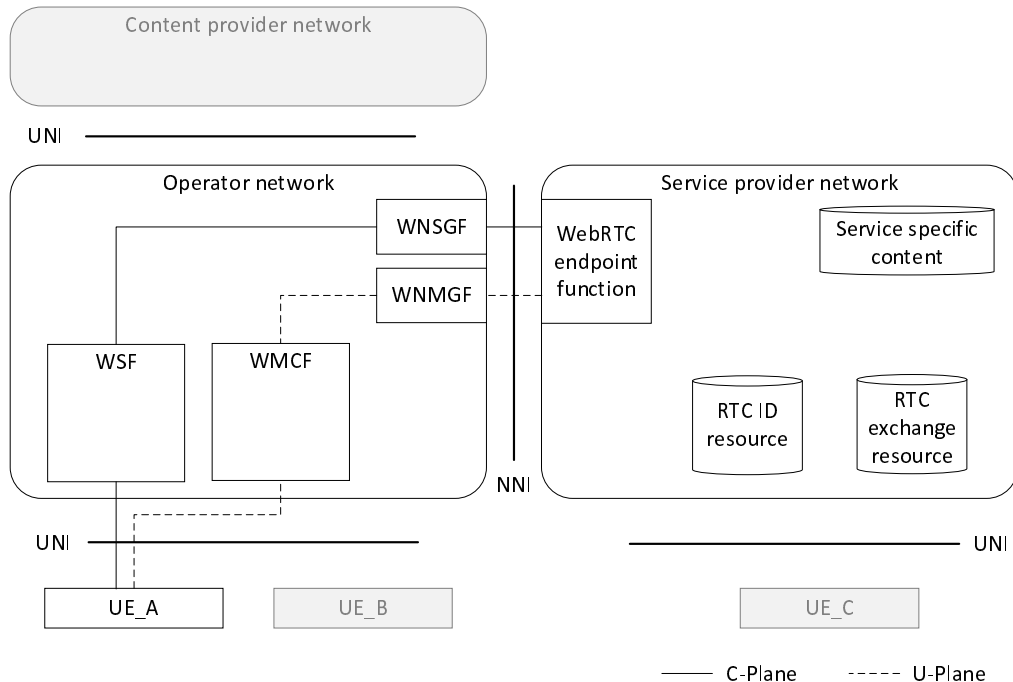 Content provider network
UNI
Operator network
Service provider network
WNSGF
WebRTC
endpoint
function
Service specific
content
WNMGF
WSF
WMCF
RTC ID
resource
RTC
exchange
resource
NNI
UNI
UNI
UE_A
UE_B
UE_C
C-Plane
U-Plane